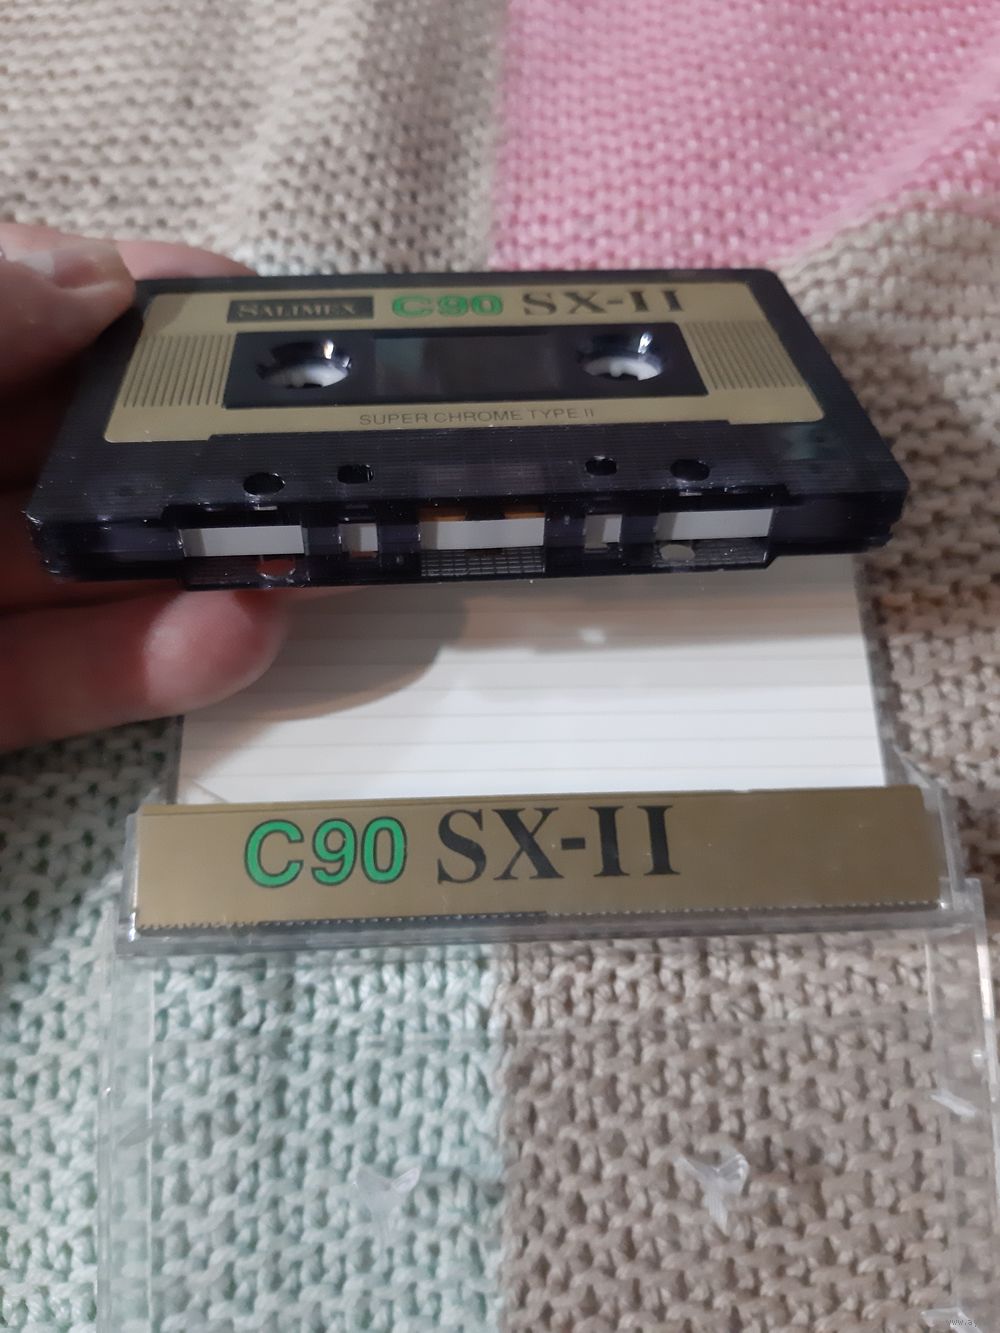 SALIMEX C90 SX-II
SUPER CHROME TYPE II
C90 SX-II